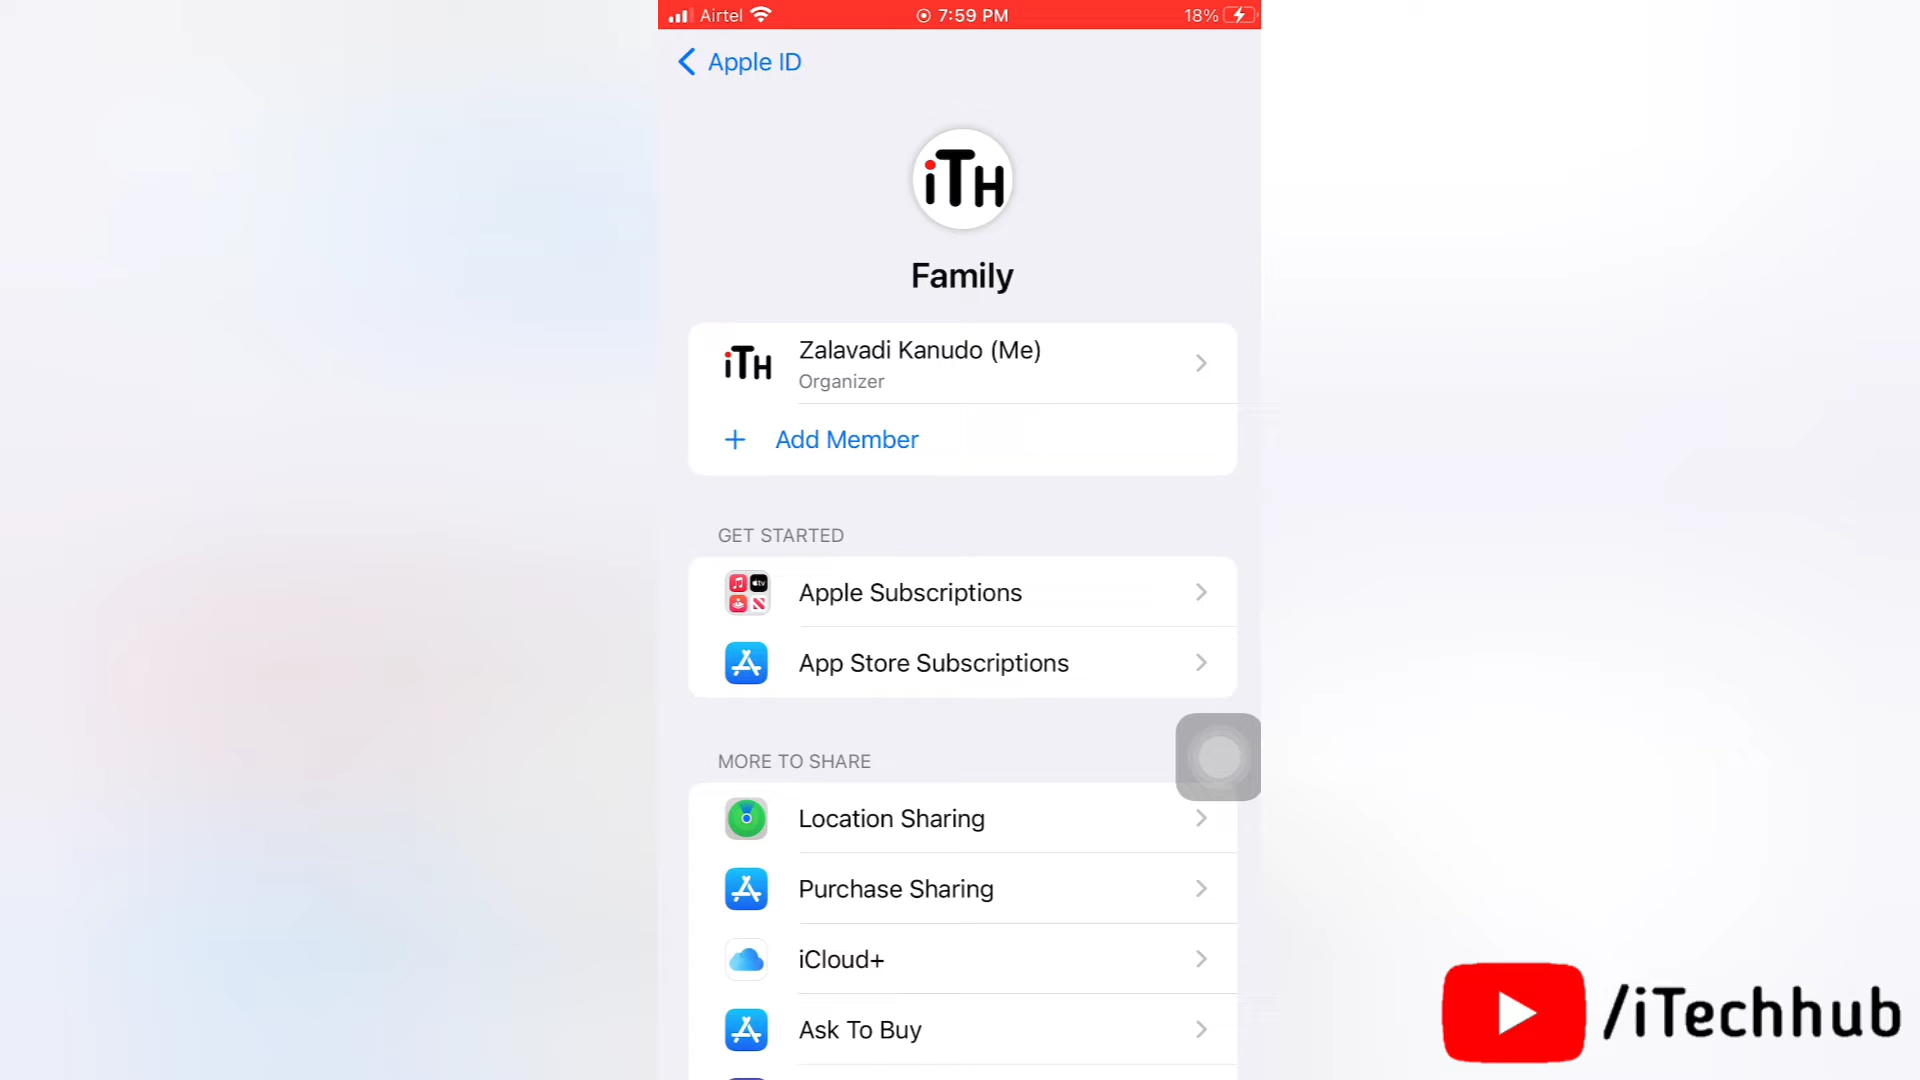 Airtel 7:59 PM 18%
Apple ID
iTH
Family
iTH Zalavadi Kanudo (Me)
Organizer
+ Add Member
GET STARTED
Apple Subscriptions
App Store Subscriptions
MORE TO SHARE
Location Sharing
Purchase Sharing
iCloud+
Ask To Buy
/iTechhub